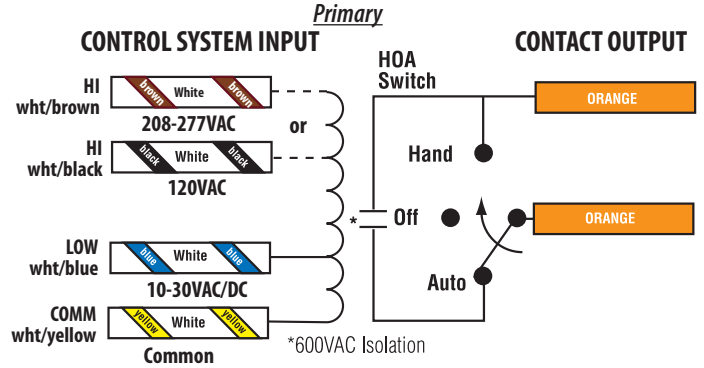 Primary
CONTROL SYSTEM INPUT
CONTACT OUTPUT
HI
wht/brown
brown White brown
208-277VAC
or
HI
wht/black
black White black
120VAC
LOW
wht/blue
blue White blue
10-30VAC/DC
COMM
wht/yellow
yellow White yellow
Common
*600VAC Isolation
*
HOA
Switch
Hand
Off
Auto
ORANGE
ORANGE